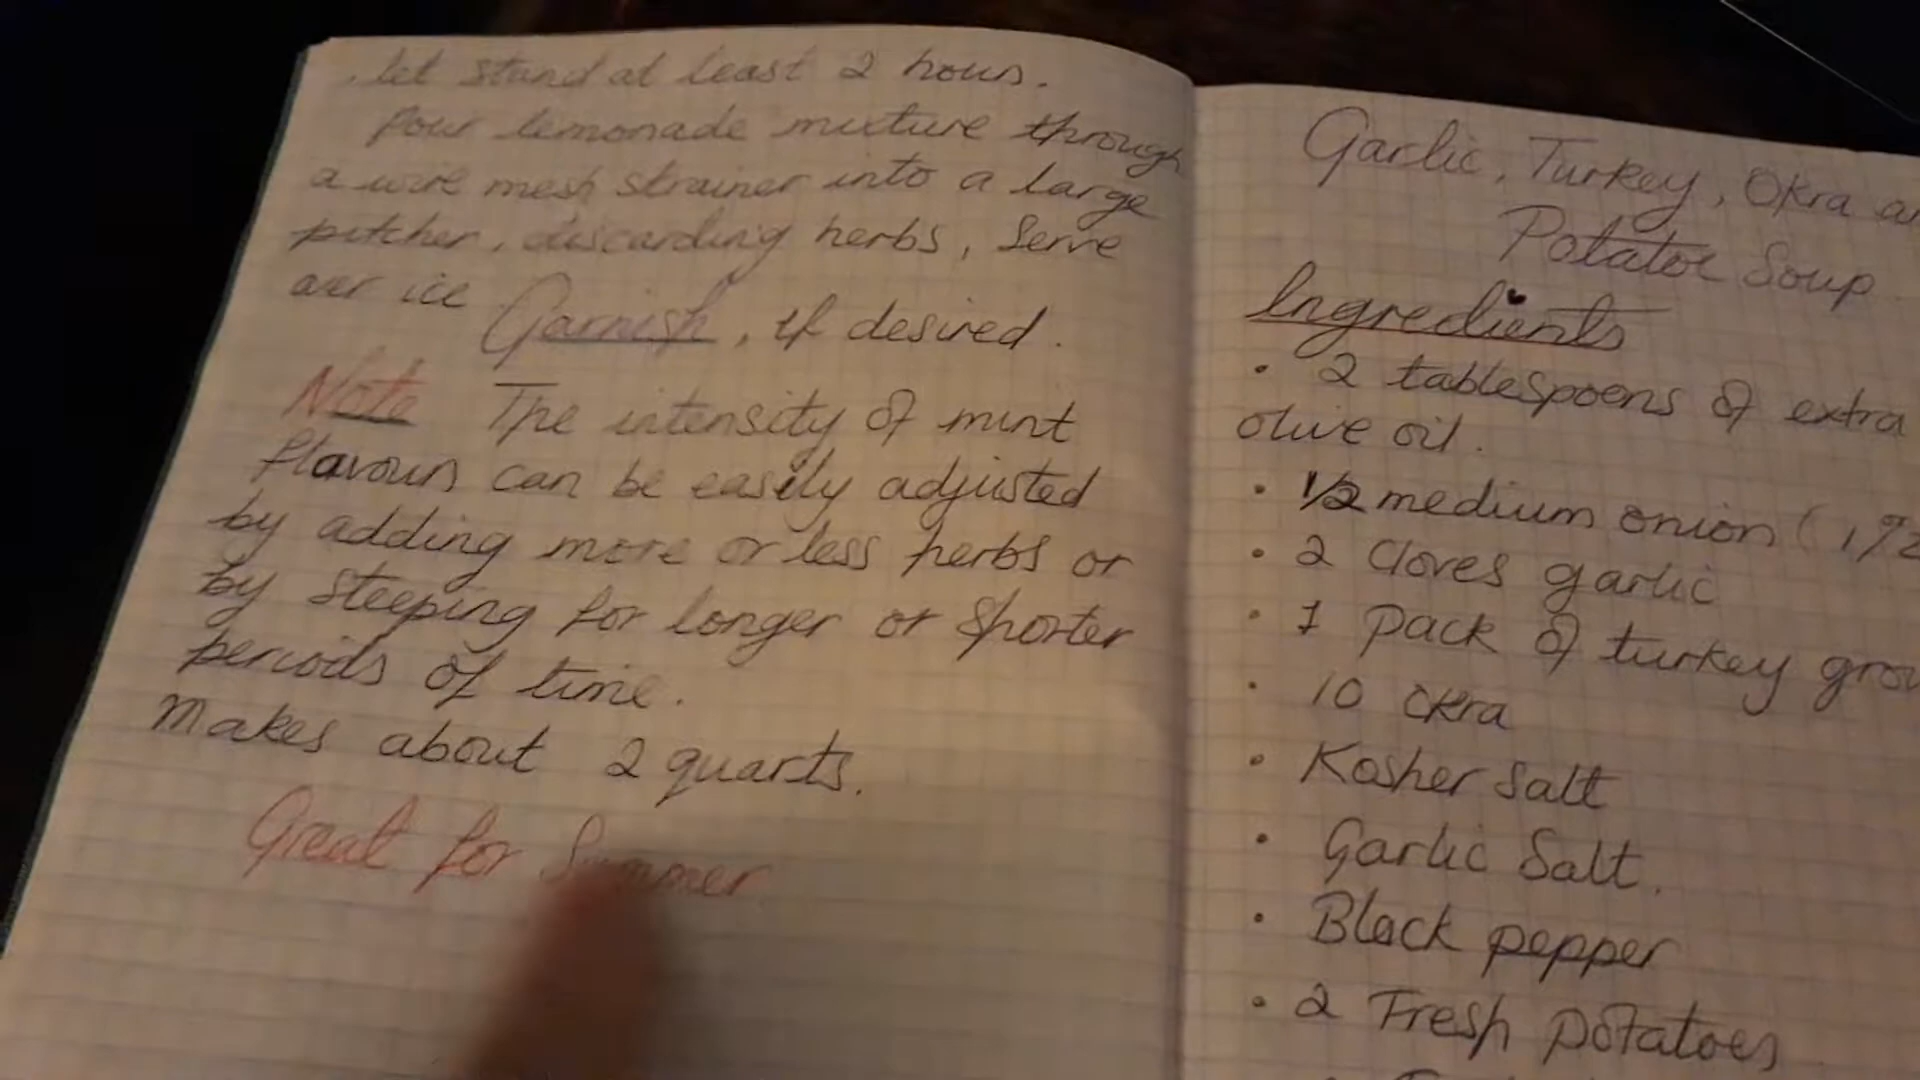 . let stand at least 2 hours.
Pour lemonade mixture through
a wire mesh strainer into a large
pitcher, discarding herbs, Serve
over ice
Garnish, if desired.
Note The intensity of mint
flavours can be easily adjusted
by adding more or less herbs or
by steeping for longer or shorter
periods of time.
Makes about 2 quarts.
Great for Summer
Garlic, Turkey, Okra
Potatoe Soup
Ingredients
• 2 tablespoons of extra
olive oil.
• 1/2 medium onion (
• 2 Cloves garlic
• 1 Pack of turkey
• 10 okra
• Kosher Salt
• Garlic Salt.
• Black pepper
• 2 Fresh potatoes